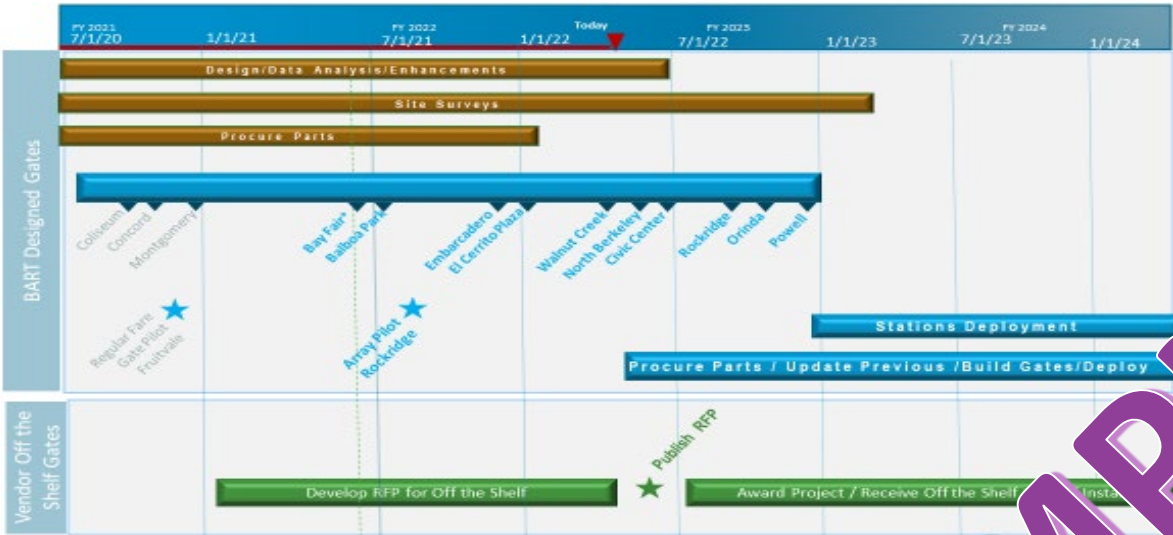 FY 2021
7/1/20
1/1/21
FY 2022
7/1/21
1/1/22
Today
FY 2023
7/1/22
1/1/23
FY 2024
7/1/23
1/1/24
BART Designed Gates
Design/Data Analysis/Enhancements
Site Surveys
Procure Parts
Coliseum
Concord
Montgomery
Bay Fair*
Balboa Park
Embarcadero
El Cerrito Plaza
Walnut Creek
North Berkeley
Civic Center
Rockridge
Orinda
Powell
Regular Fare
Gate Pilot
Fruitvale
Array Pilot
Rockridge
Stations Deployment
Procure Parts / Update Previous /Build Gates/Deploy
Vendor Off the
Shelf Gates
Develop RFP for Off the Shelf
Publish RFP
Award Project / Receive Off the Shelf